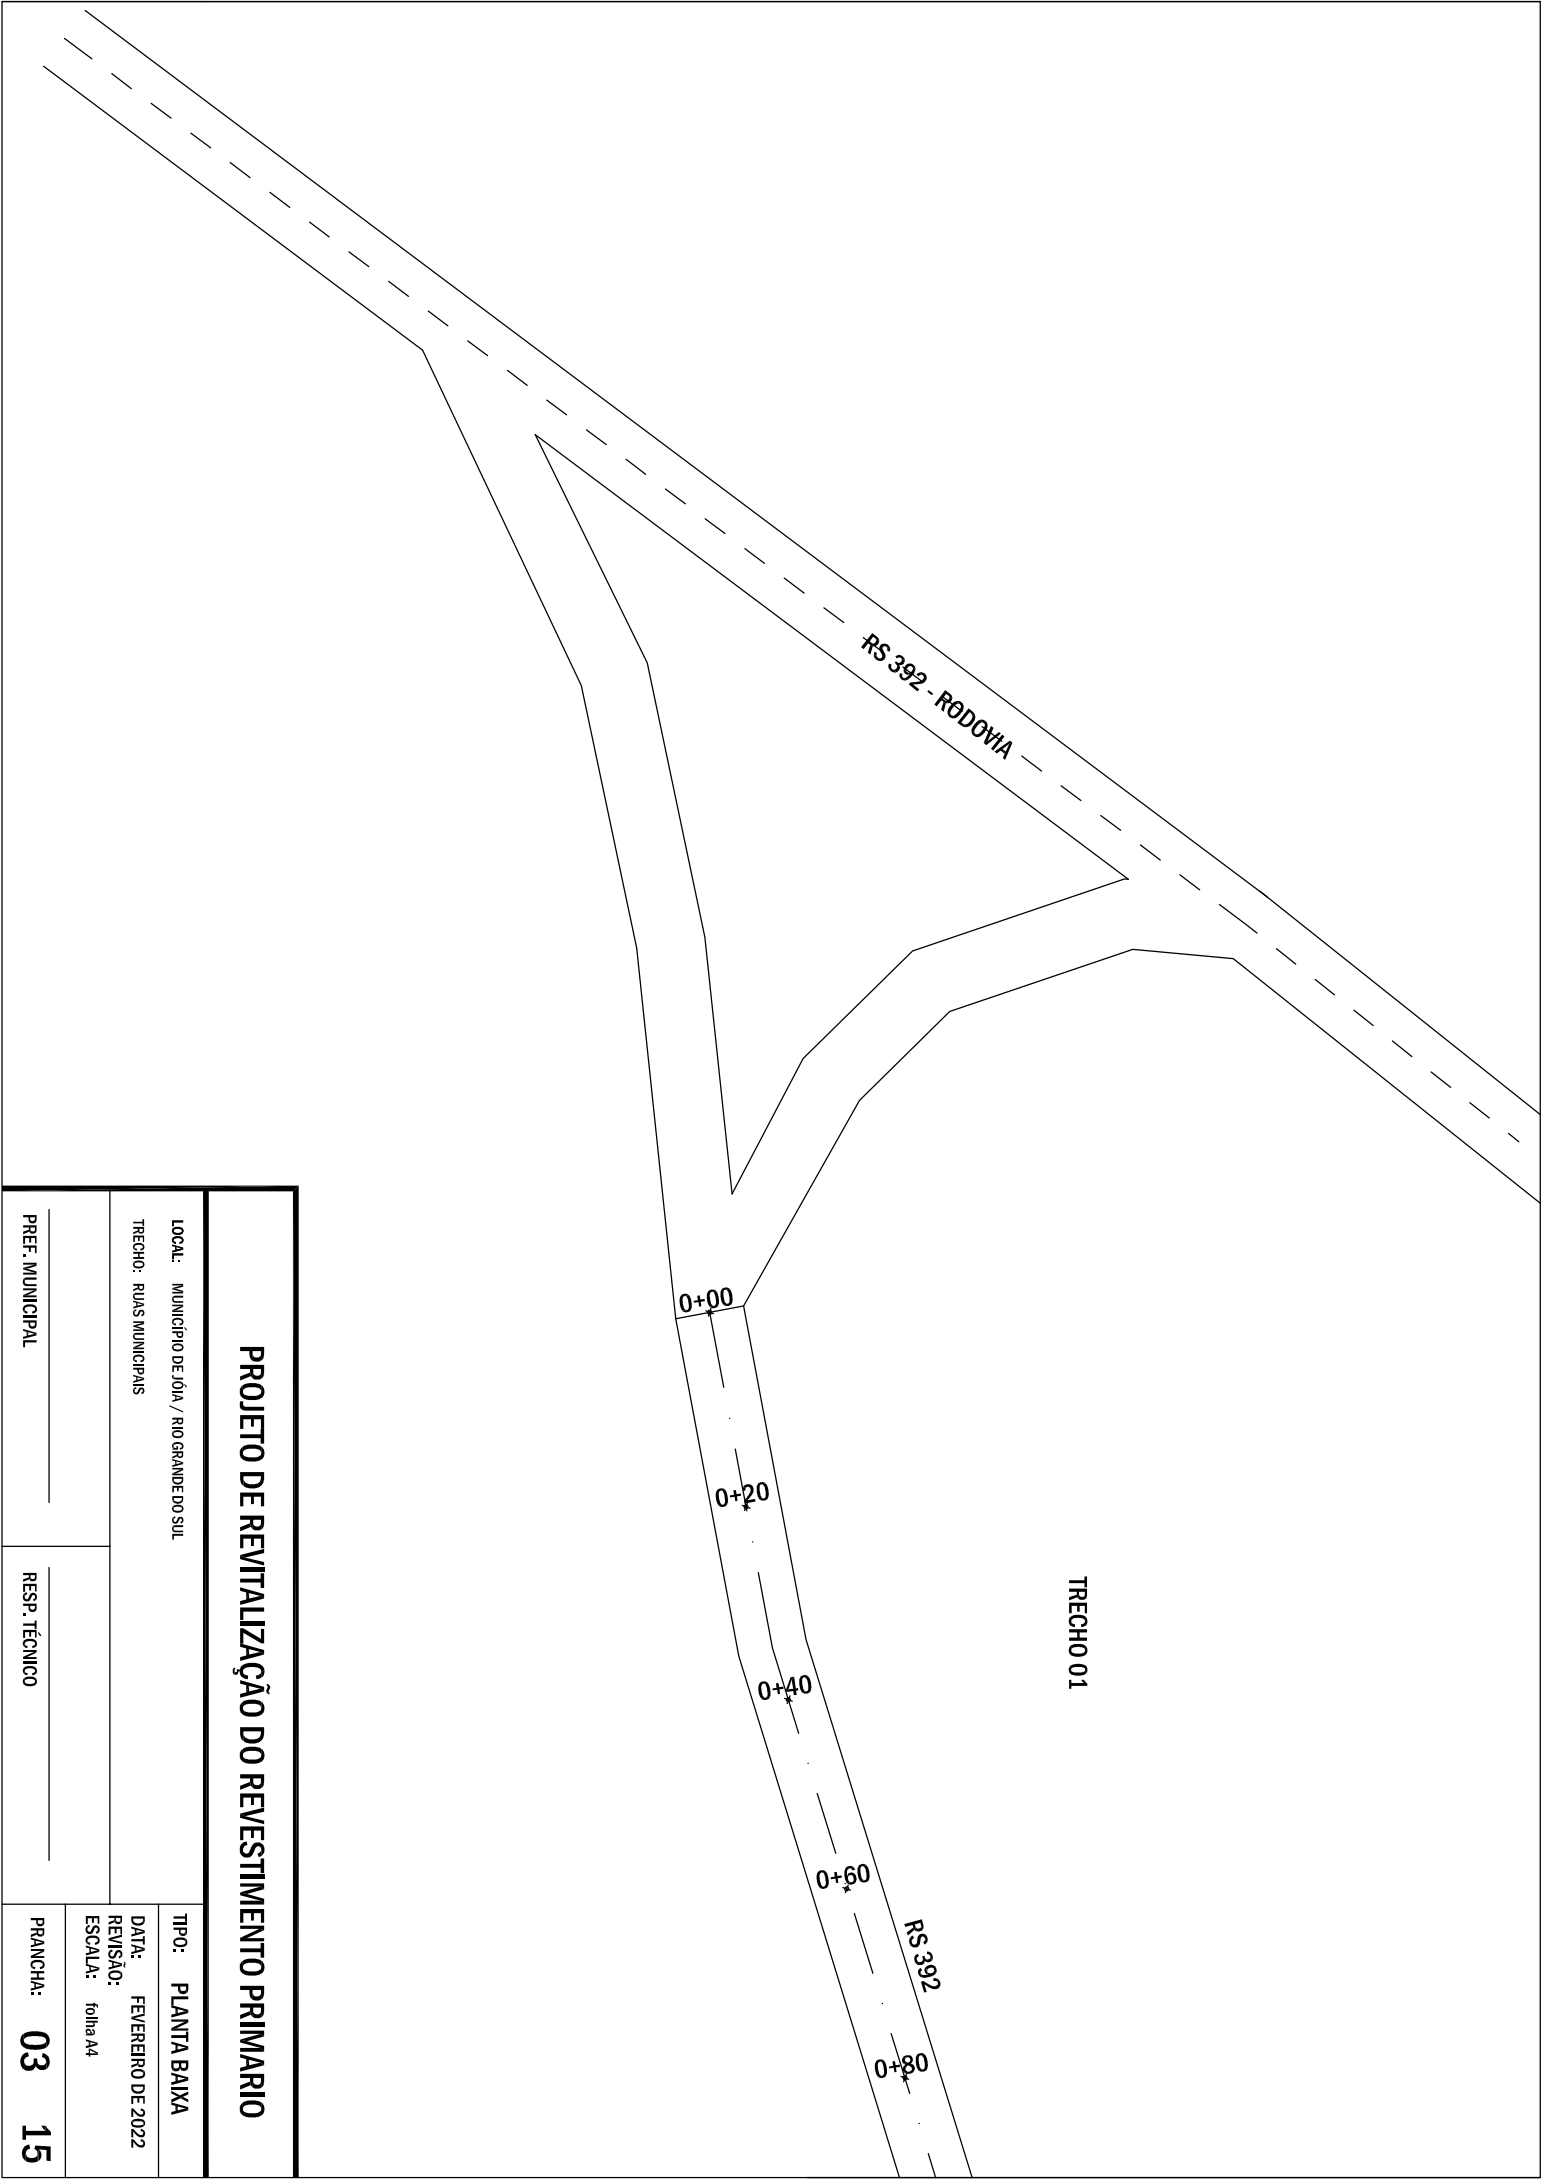 RS 392 - RODOVIA
0+00
0+20
0+40
0+60
0+80
RS 392
TRECHO 01
PROJETO DE REVITALIZAÇÃO DO REVESTIMENTO PRIMARIO
LOCAL: MUNICÍPIO DE JÓIA / RIO GRANDE DO SUL
TRECHO: RUAS MUNICIPAIS
PREF. MUNICIPAL
RESP. TÉCNICO
TIPO: PLANTA BAIXA
DATA: FEVEREIRO DE 2022
REVISÃO:
ESCALA: folha A4
PRANCHA: 03 15